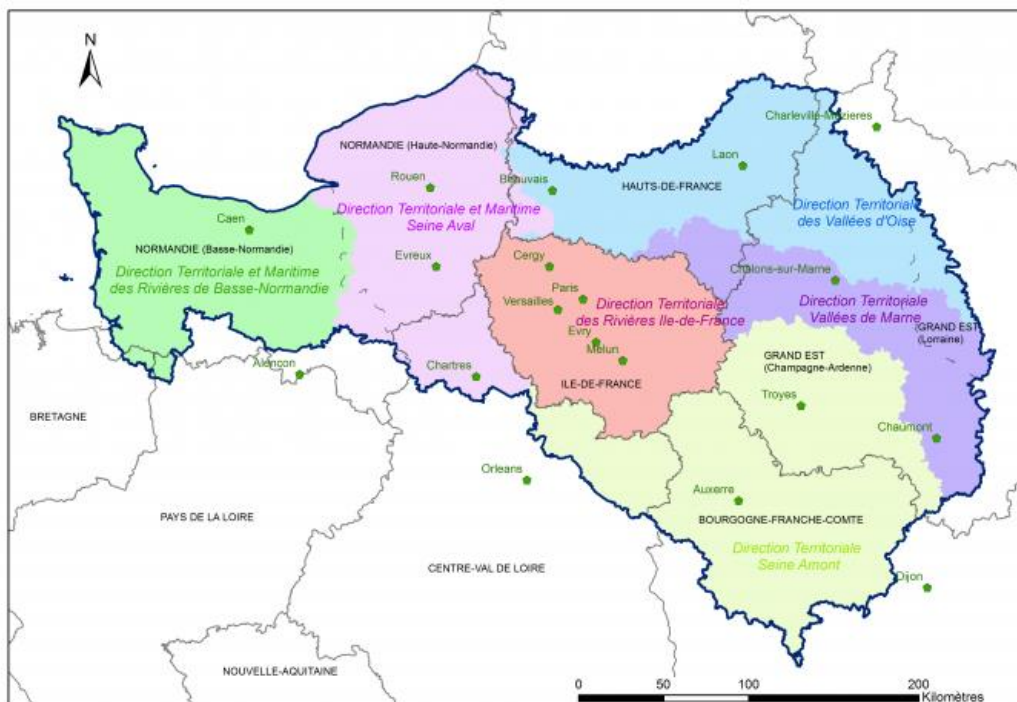 N
Charleville-Mezieres
NORMANDIE (Haute-Normandie)
Laon
Rouen
Beauvais
HAUTS-DE-FRANCE
Direction Territoriale et Maritime
Seine Aval
Direction Territoriale
des Vallées d'Oise
Caen
NORMANDIE (Basse-Normandie)
Direction Territoriale et Maritime
des Rivières de Basse-Normandie
Evreux
Cergy
Châlons-sur-Marne
Paris
Versailles
Direction Territoriale
des Rivières Ile-de-France
Direction Territoriale
Vallées de Marne
Evry
Melun
GRAND EST
(Lorraine)
GRAND EST
(Champagne-Ardenne)
Alençon
Chartres
ILE-DE-FRANCE
Troyes
BRETAGNE
Chaumont
Orleans
Auxerre
PAYS DE LA LOIRE
BOURGOGNE-FRANCHE-COMTE
Direction Territoriale
Seine Amont
CENTRE-VAL DE LOIRE
Dijon
NOUVELLE-AQUITAINE
0 50 100 200
Kilomètres